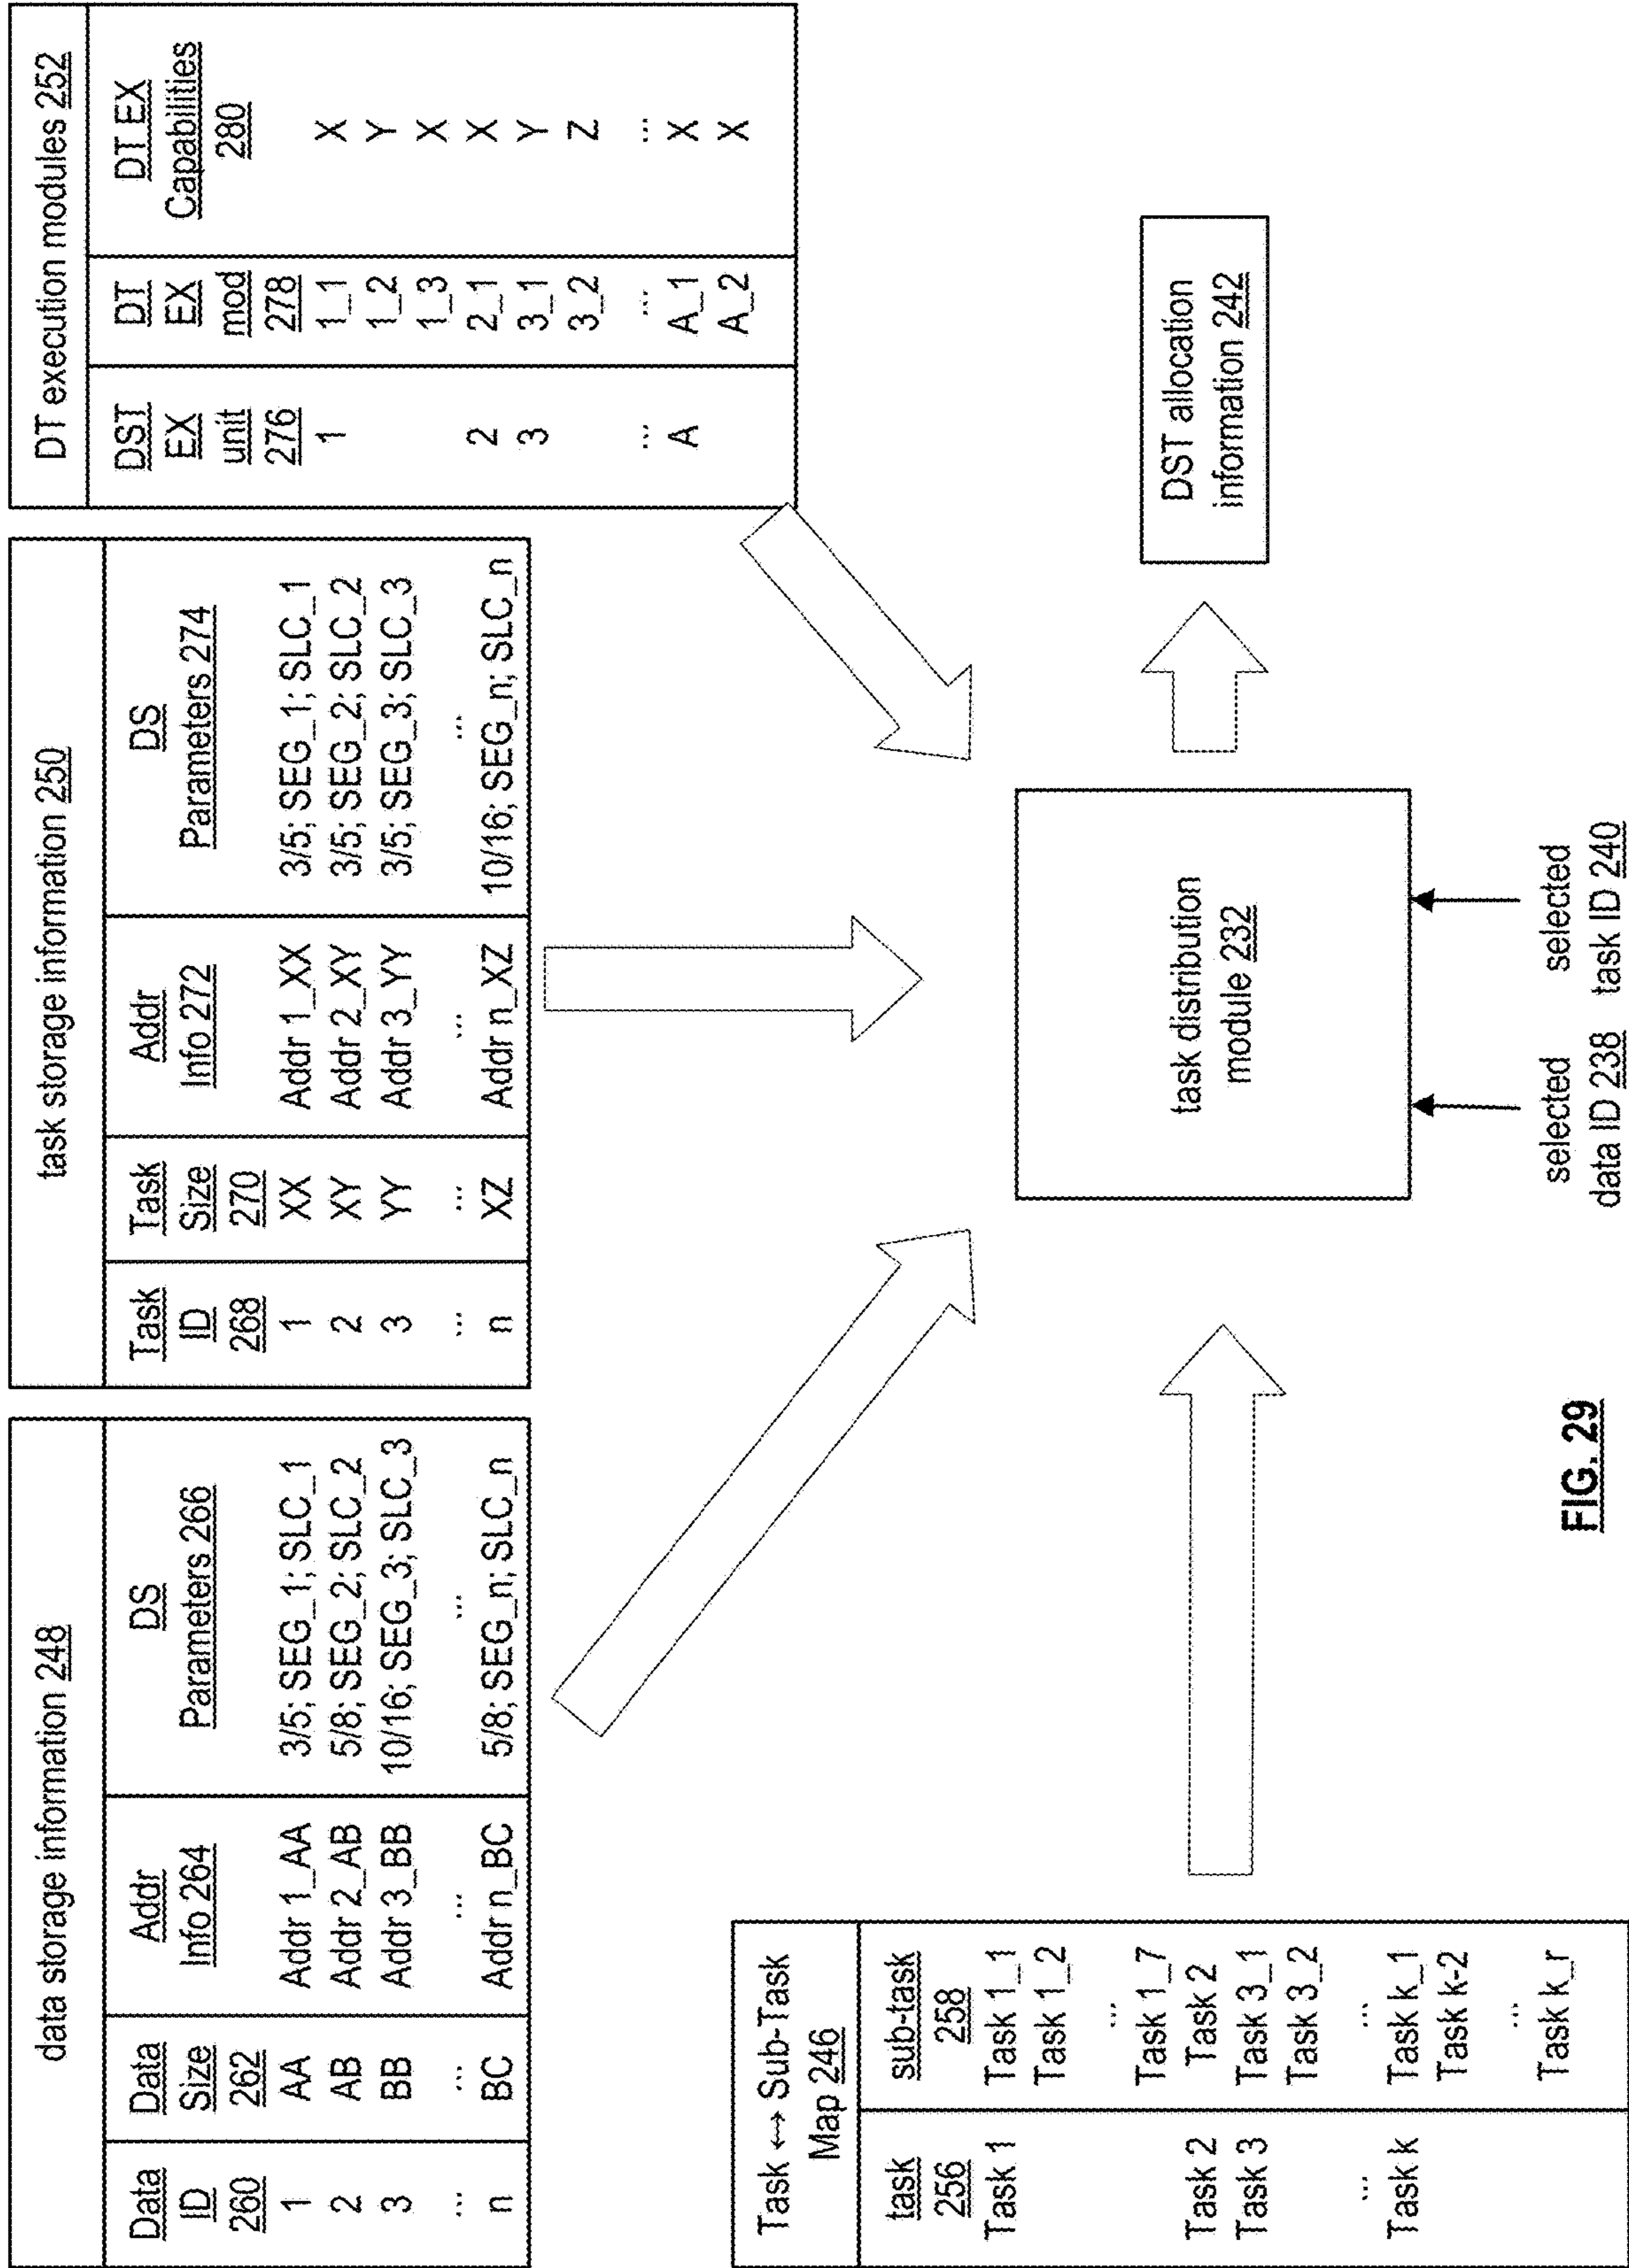 data storage information 248
Data ID 260
Data Size 262
Addr Info 264
DS Parameters 266
1 AA Addr 1_AA 3/5; SEG_1; SLC_1
2 AB Addr 2_AB 5/8; SEG_2; SLC_2
3 BB Addr 3_BB 10/16; SEG_3; SLC_3
... ... ... ...
n BC Addr n_BC 5/8; SEG_n; SLC_n
task storage information 250
Task ID 268
Task Size 270
Addr Info 272
DS Parameters 274
1 XX Addr 1_XX 3/5; SEG_1; SLC_1
2 XY Addr 2_XY 3/5; SEG_2; SLC_2
3 YY Addr 3_YY 3/5; SEG_3; SLC_3
... ... ... ...
n XZ Addr n_XZ 10/16; SEG_n; SLC_n
DT execution modules 252
DST EX unit 276
DT EX mod 278
DT EX Capabilities 280
1 1_1 X
1_2 Y
1_3 X
2 2_1 X
3 3_1 Y
3_2 Z
... ... ...
A A_1 X
A_2 X
Task ↔ Sub-Task
Map 246
task 256
sub-task 258
Task 1 Task 1_1
Task 1_2
...
Task 1_7
Task 2 Task 2
Task 3 Task 3_1
Task 3_2
... ...
Task k Task k_1
Task k-2
...
Task k_r
task distribution
module 232
DST allocation
information 242
selected
data ID 238
selected
task ID 240
FIG. 29